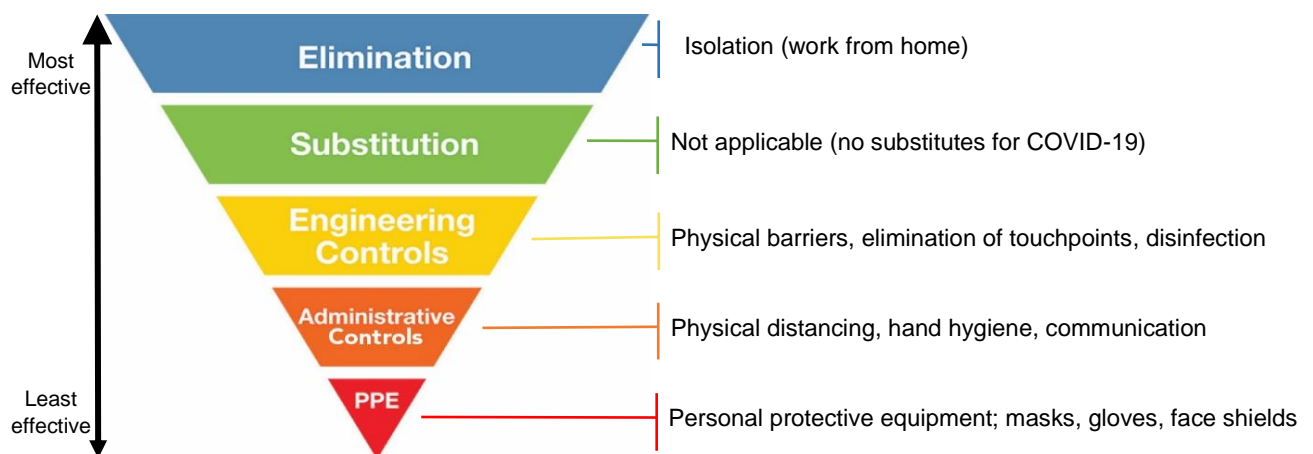 Most
effective
Elimination
Isolation (work from home)
Substitution
Not applicable (no substitutes for COVID-19)
Engineering
Controls
Physical barriers, elimination of touchpoints, disinfection
Administrative
Controls
Physical distancing, hand hygiene, communication
Least
effective
PPE
Personal protective equipment; masks, gloves, face shields